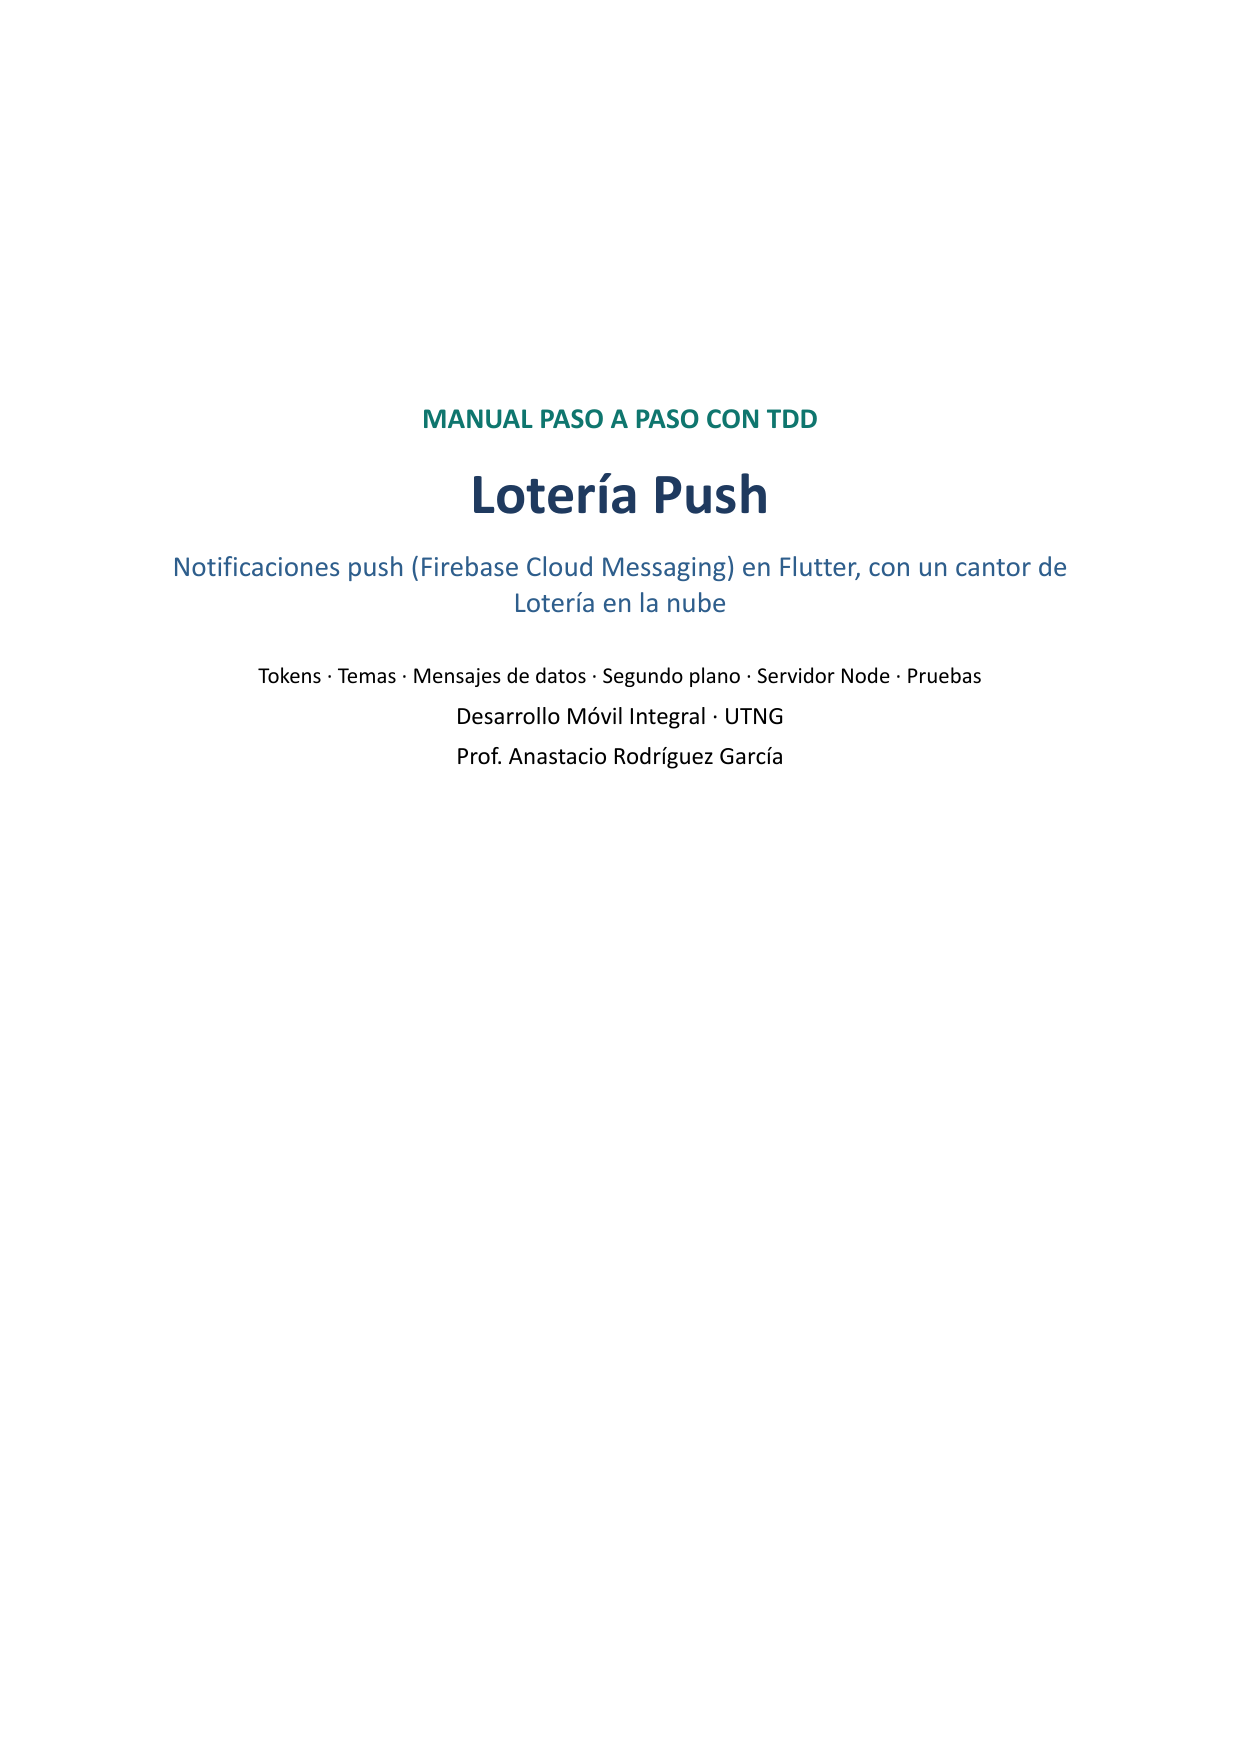 MANUAL PASO A PASO CON TDD
Lotería Push
Notificaciones push (Firebase Cloud Messaging) en Flutter, con un cantor de
Lotería en la nube
Tokens · Temas · Mensajes de datos · Segundo plano · Servidor Node · Pruebas
Desarrollo Móvil Integral · UTNG
Prof. Anastacio Rodríguez García